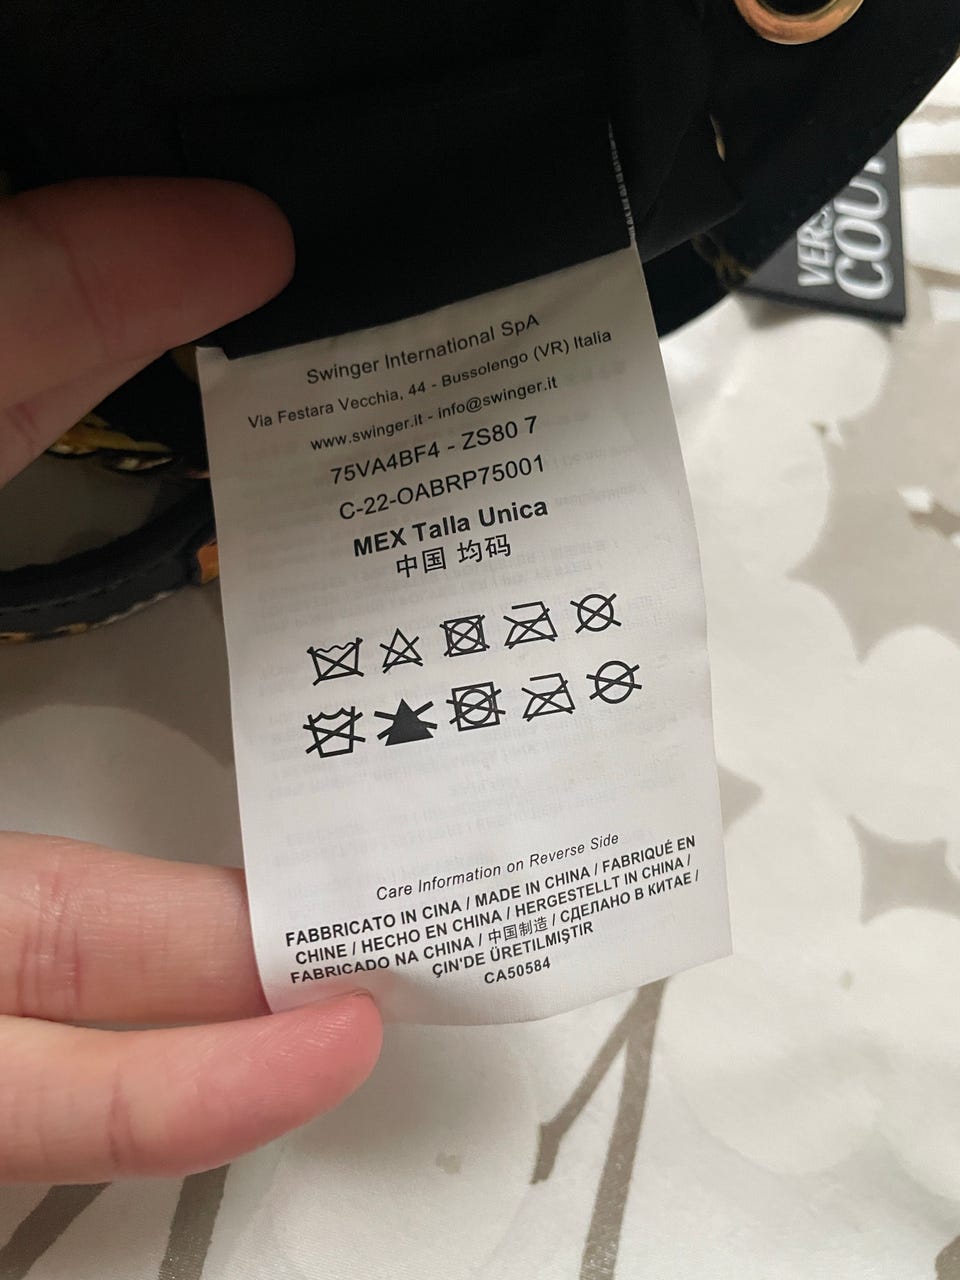 Swinger International SpA
Via Festara Vecchia, 44 - Bussolengo (VR) Italia
www.swinger.it - info@swinger.it
75VA4BF4 - ZS80 7
C-22-OABRP75001
MEX Talla Unica
中国 均码
Care Information on Reverse Side
FABBRICATO IN CINA / MADE IN CHINA / FABRIQUÉ EN
CHINE / HECHO EN CHINA / HERGESTELLT IN CHINA /
FABRICADO NA CHINA / 中国制造 / СДЕЛАНО В КИТАЕ /
ÇIN'DE ÜRETILMIŞTIR
CA50584